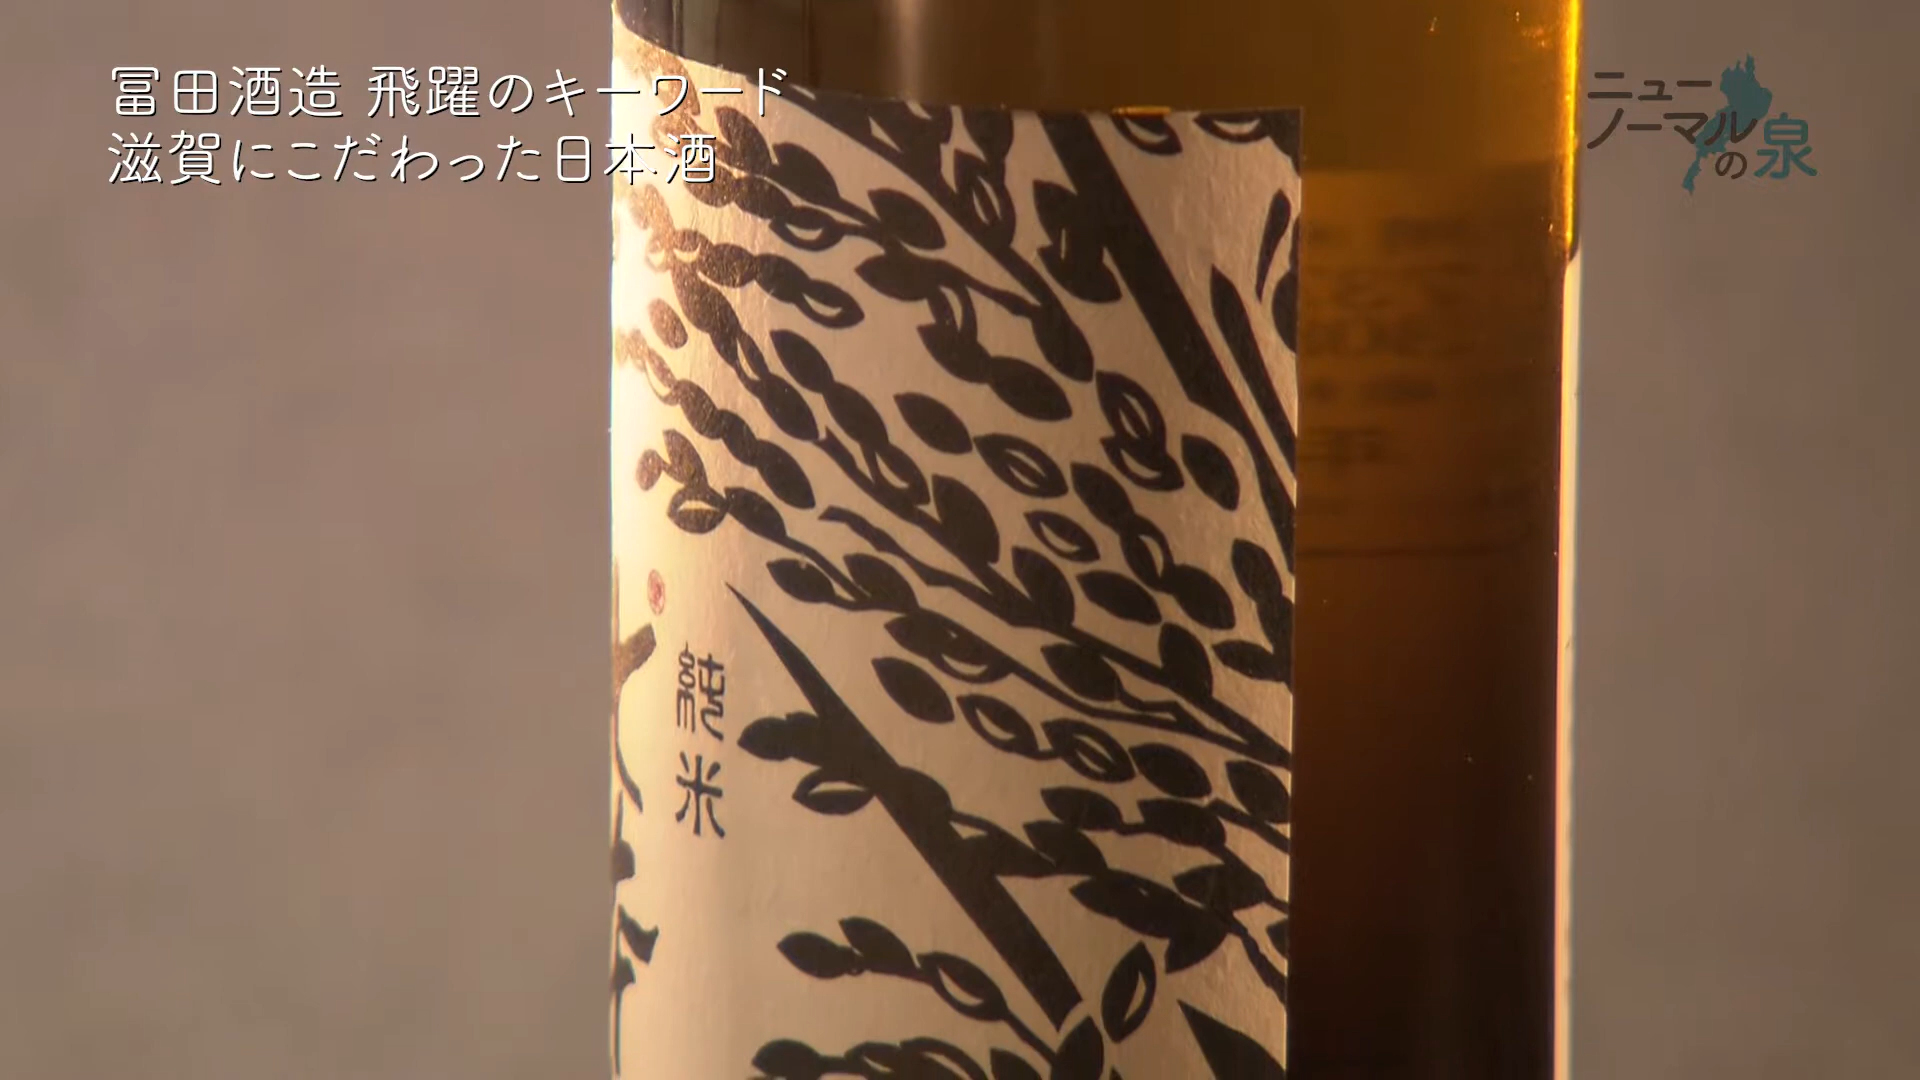 冨田酒造 飛躍のキーワード
滋賀にこだわった日本酒
ニュー
ノーマル
の泉
純米